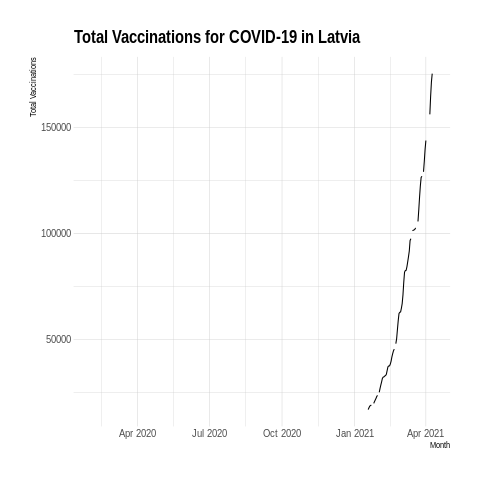 Total Vaccinations for COVID-19 in Latvia
Total Vaccinations
150000
100000
50000
Apr 2020 Jul 2020 Oct 2020 Jan 2021 Apr 2021
Month